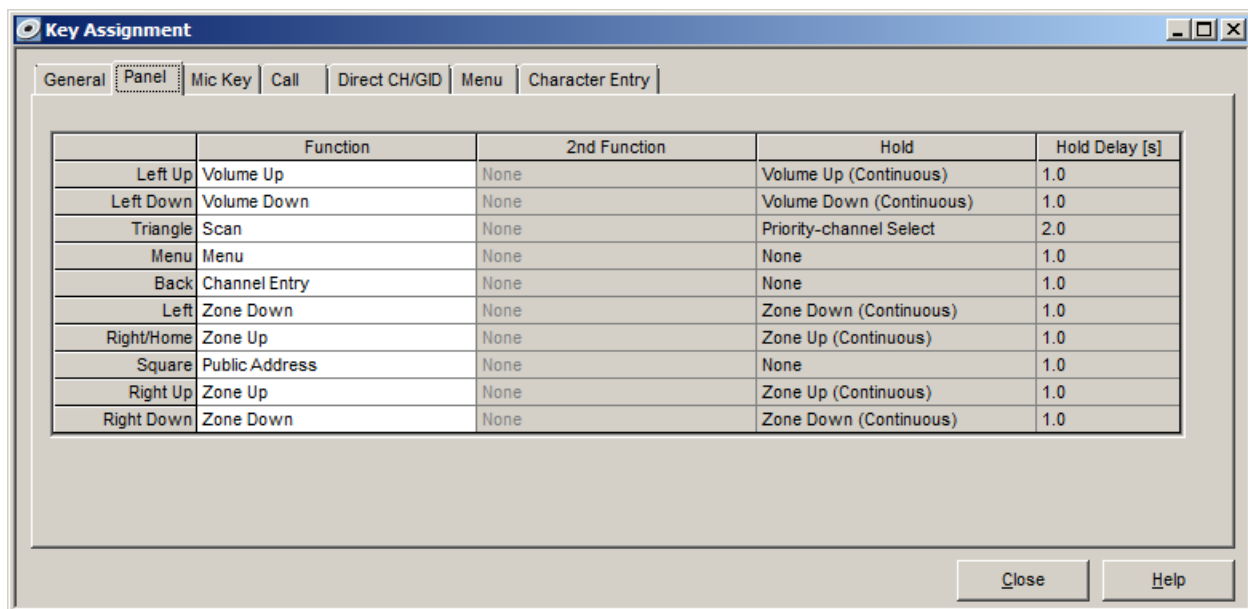 Key Assignment
General Panel Mic Key Call Direct CH/GID Menu Character Entry
Function 2nd Function Hold Hold Delay [s]
Left Up Volume Up None Volume Up (Continuous) 1.0
Left Down Volume Down None Volume Down (Continuous) 1.0
Triangle Scan None Priority-channel Select 2.0
Menu Menu None None 1.0
Back Channel Entry None None 1.0
Left Zone Down None Zone Down (Continuous) 1.0
Right/Home Zone Up None Zone Up (Continuous) 1.0
Square Public Address None None 1.0
Right Up Zone Up None Zone Up (Continuous) 1.0
Right Down Zone Down None Zone Down (Continuous) 1.0
Close Help